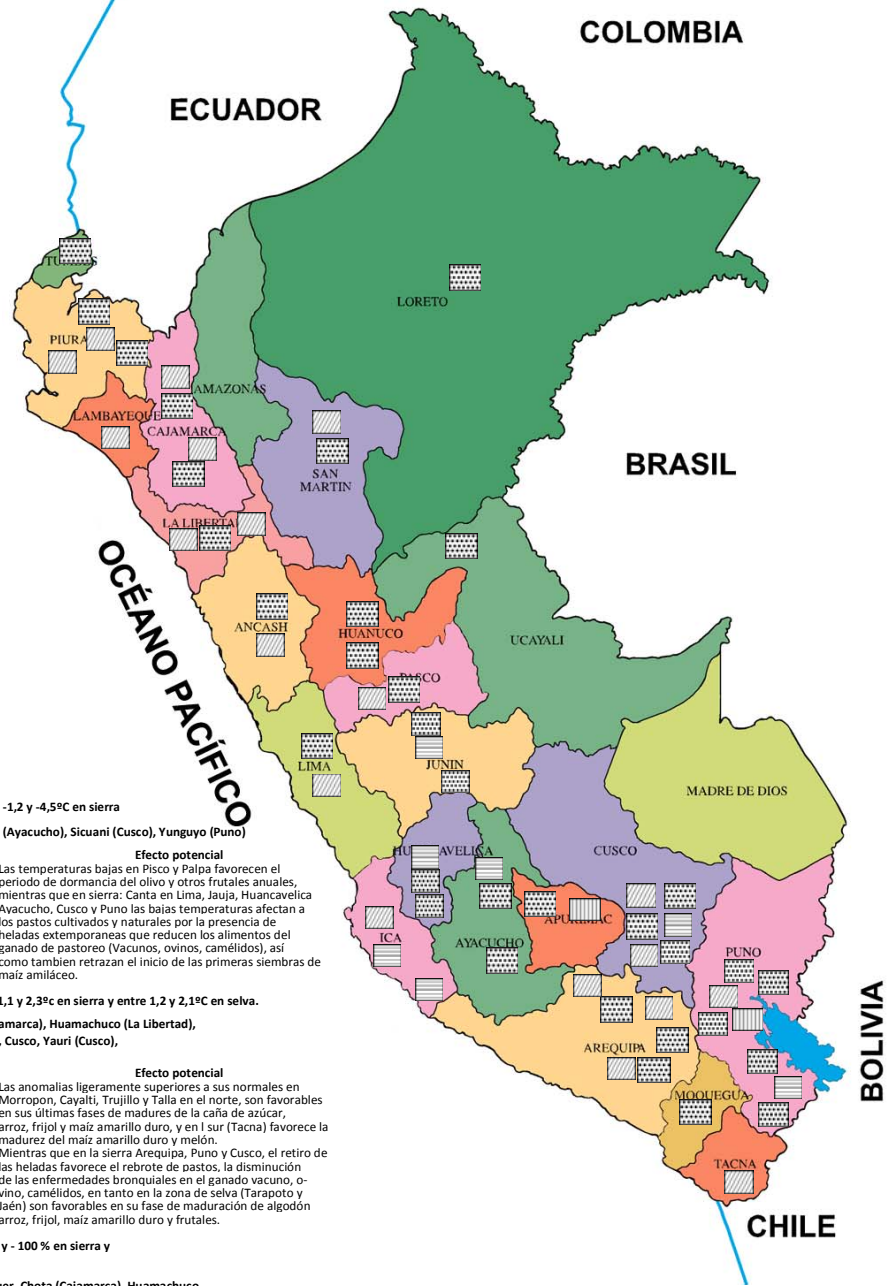 COLOMBIA
ECUADOR
LORETO
PIURA
AMAZONAS
LAMBAYEQUE
CAJAMARCA
SAN
MARTIN
BRASIL
LA LIBERTA
OCÉANO PACÍFICO
ANCASH
HUANUCO
UCAYALI
PASCO
LIMA
JUNIN
MADRE DE DIOS
CUSCO
ICA
AYACUCHO
APURIMAC
PUNO
AREQUIPA
MOQUEGUA
TACNA
BOLIVIA
CHILE
-1,2 y -4,5ºC en sierra
(Ayacucho), Sicuani (Cusco), Yunguyo (Puno)
Efecto potencial
Las temperaturas bajas en Pisco y Palpa favorecen el
periodo de dormancia del olivo y otros frutales anuales,
mientras que en sierra: Canta en Lima, Jauja, Huancavelica
Ayacucho, Cusco y Puno las bajas temperaturas afectan a
los pastos cultivados y naturales por la presencia de
heladas extemporaneas que reducen los alimentos del
ganado de pastoreo (Vacunos, ovinos, camélidos), así
como tambien retrazan el inicio de las primeras siembras de
maíz amiláceo.
1,1 y 2,3ºc en sierra y entre 1,2 y 2,1ºC en selva.
amarca), Huamachuco (La Libertad),
, Cusco, Yauri (Cusco),
Efecto potencial
Las anomalias ligeramente superiores a sus normales en
Morropon, Cayalti, Trujillo y Talla en el norte, son favorables
en sus últimas fases de madures de la caña de azúcar,
arroz, frijol y maíz amarillo duro, y en l sur (Tacna) favorece la
madurez del maíz amarillo duro y melón.
Mientras que en la sierra Arequipa, Puno y Cusco, el retiro de
las heladas favorece el rebrote de pastos, la disminución
de las enfermedades bronquiales en el ganado vacuno, o-
vino, camélidos, en tanto en la zona de selva (Tarapoto y
Jaén) son favorables en su fase de maduración de algodón
arroz, frijol, maíz amarillo duro y frutales.
y - 100 % en sierra y
Chota (Cajamarca), Huamachuco